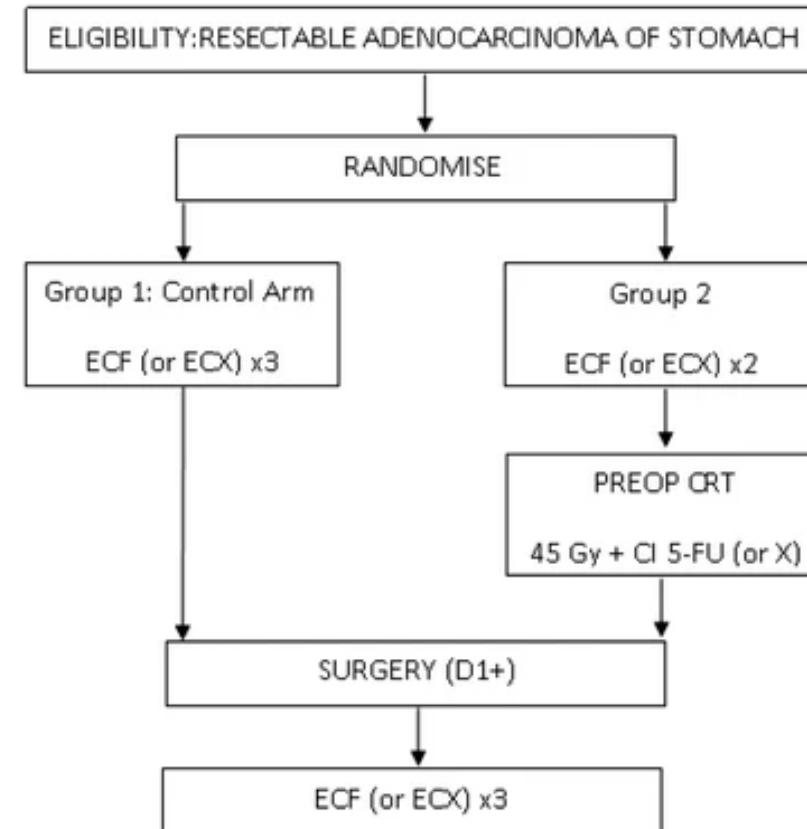 ELIGIBILITY:RESECTABLE ADENOCARCINOMA OF STOMACH
RANDOMISE
Group 1: Control Arm
ECF (or ECX) x3
Group 2
ECF (or ECX) x2
PREOP CRT
45 Gy + CI 5-FU (or X)
SURGERY (D1+)
ECF (or ECX) x3